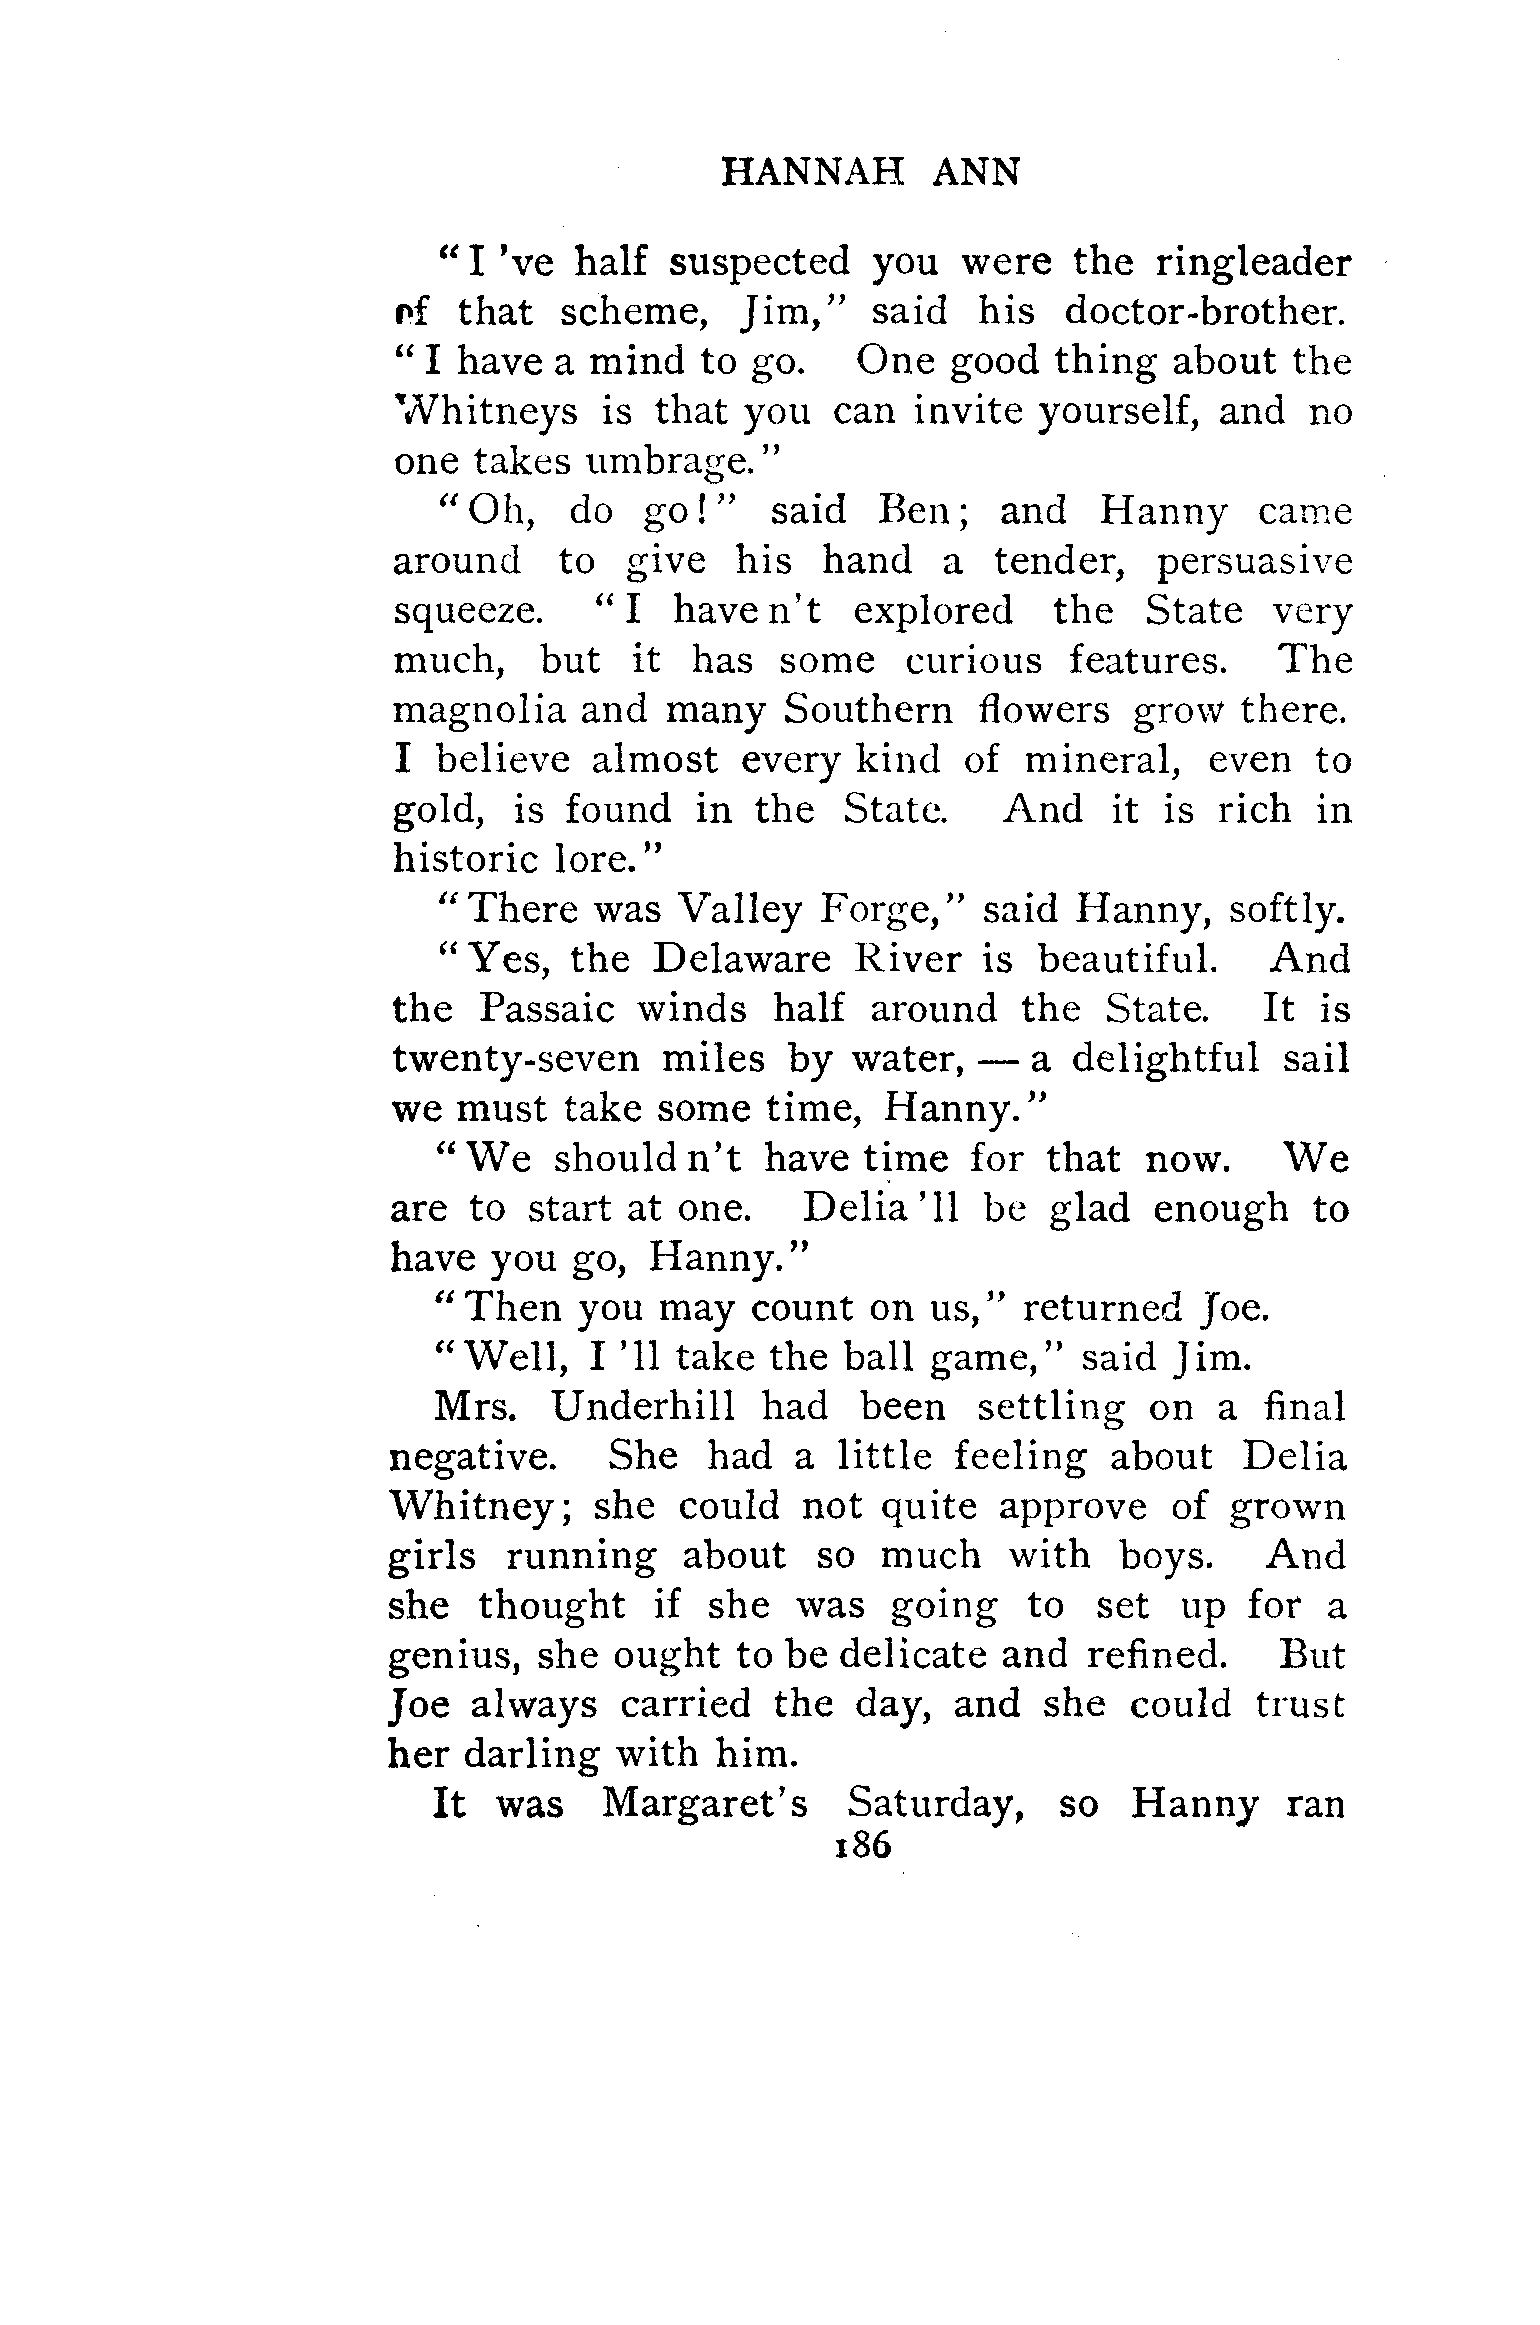 HANNAH ANN
“I 've half suspected you were the ringleader
of that scheme, Jim,” said his doctor-brother.
“I have a mind to go. One good thing about the
Whitneys is that you can invite yourself, and no
one takes umbrage.”
“Oh, do go!” said Ben; and Hanny came
around to give his hand a tender, persuasive
squeeze. “I have n't explored the State very
much, but it has some curious features. The
magnolia and many Southern flowers grow there.
I believe almost every kind of mineral, even to
gold, is found in the State. And it is rich in
historic lore.”
“There was Valley Forge,” said Hanny, softly.
“Yes, the Delaware River is beautiful. And
the Passaic winds half around the State. It is
twenty-seven miles by water, — a delightful sail
we must take some time, Hanny.”
“We should n't have time for that now. We
are to start at one. Delia 'll be glad enough to
have you go, Hanny.”
“Then you may count on us,” returned Joe.
“Well, I 'll take the ball game,” said Jim.
Mrs. Underhill had been settling on a final
negative. She had a little feeling about Delia
Whitney; she could not quite approve of grown
girls running about so much with boys. And
she thought if she was going to set up for a
genius, she ought to be delicate and refined. But
Joe always carried the day, and she could trust
her darling with him.
It was Margaret's Saturday, so Hanny ran
186